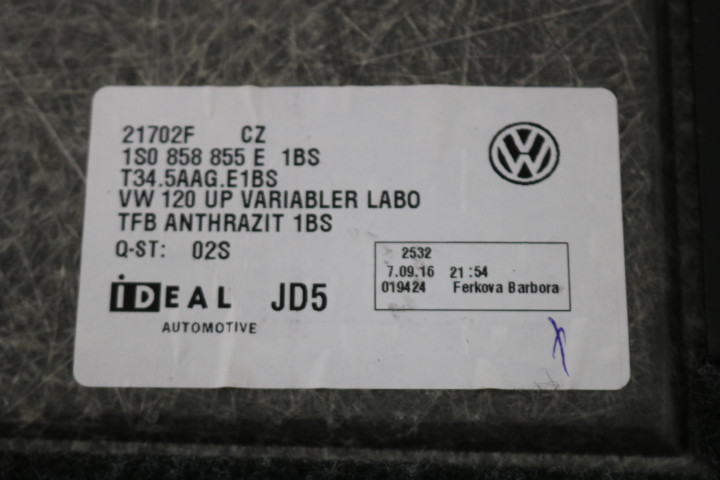 21702F CZ
1S0 858 855 E 1BS
T34.5AAG.E1BS
VW 120 UP VARIABLER LABO
TFB ANTHRAZIT 1BS
Q-ST: 02S
2532
7.09.16 21:54
019424 Ferkova Barbora
IDEAL JD5
AUTOMOTIVE